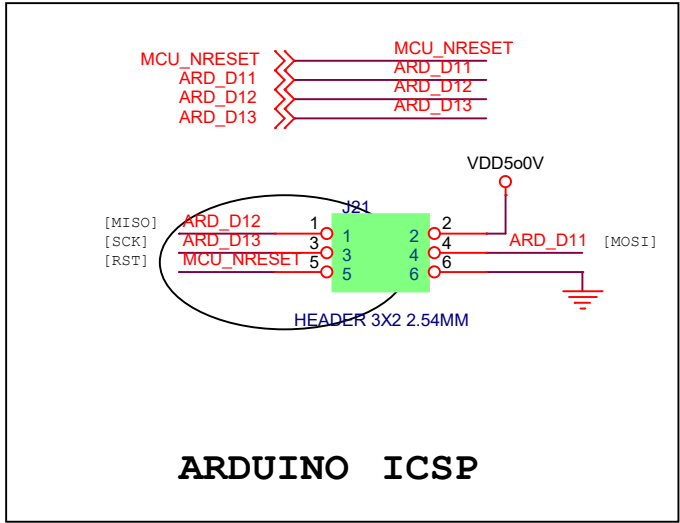 MCU_NRESET MCU_NRESET
ARD_D11 ARD_D11
ARD_D12 ARD_D12
ARD_D13 ARD_D13
VDD5o0V
J21
[MISO] ARD_D12 1 1 2 2
[SCK] ARD_D13 3 3 4 4 ARD_D11 [MOSI]
[RST] MCU_NRESET 5 5 6 6
HEADER 3X2 2.54MM
ARDUINO ICSP